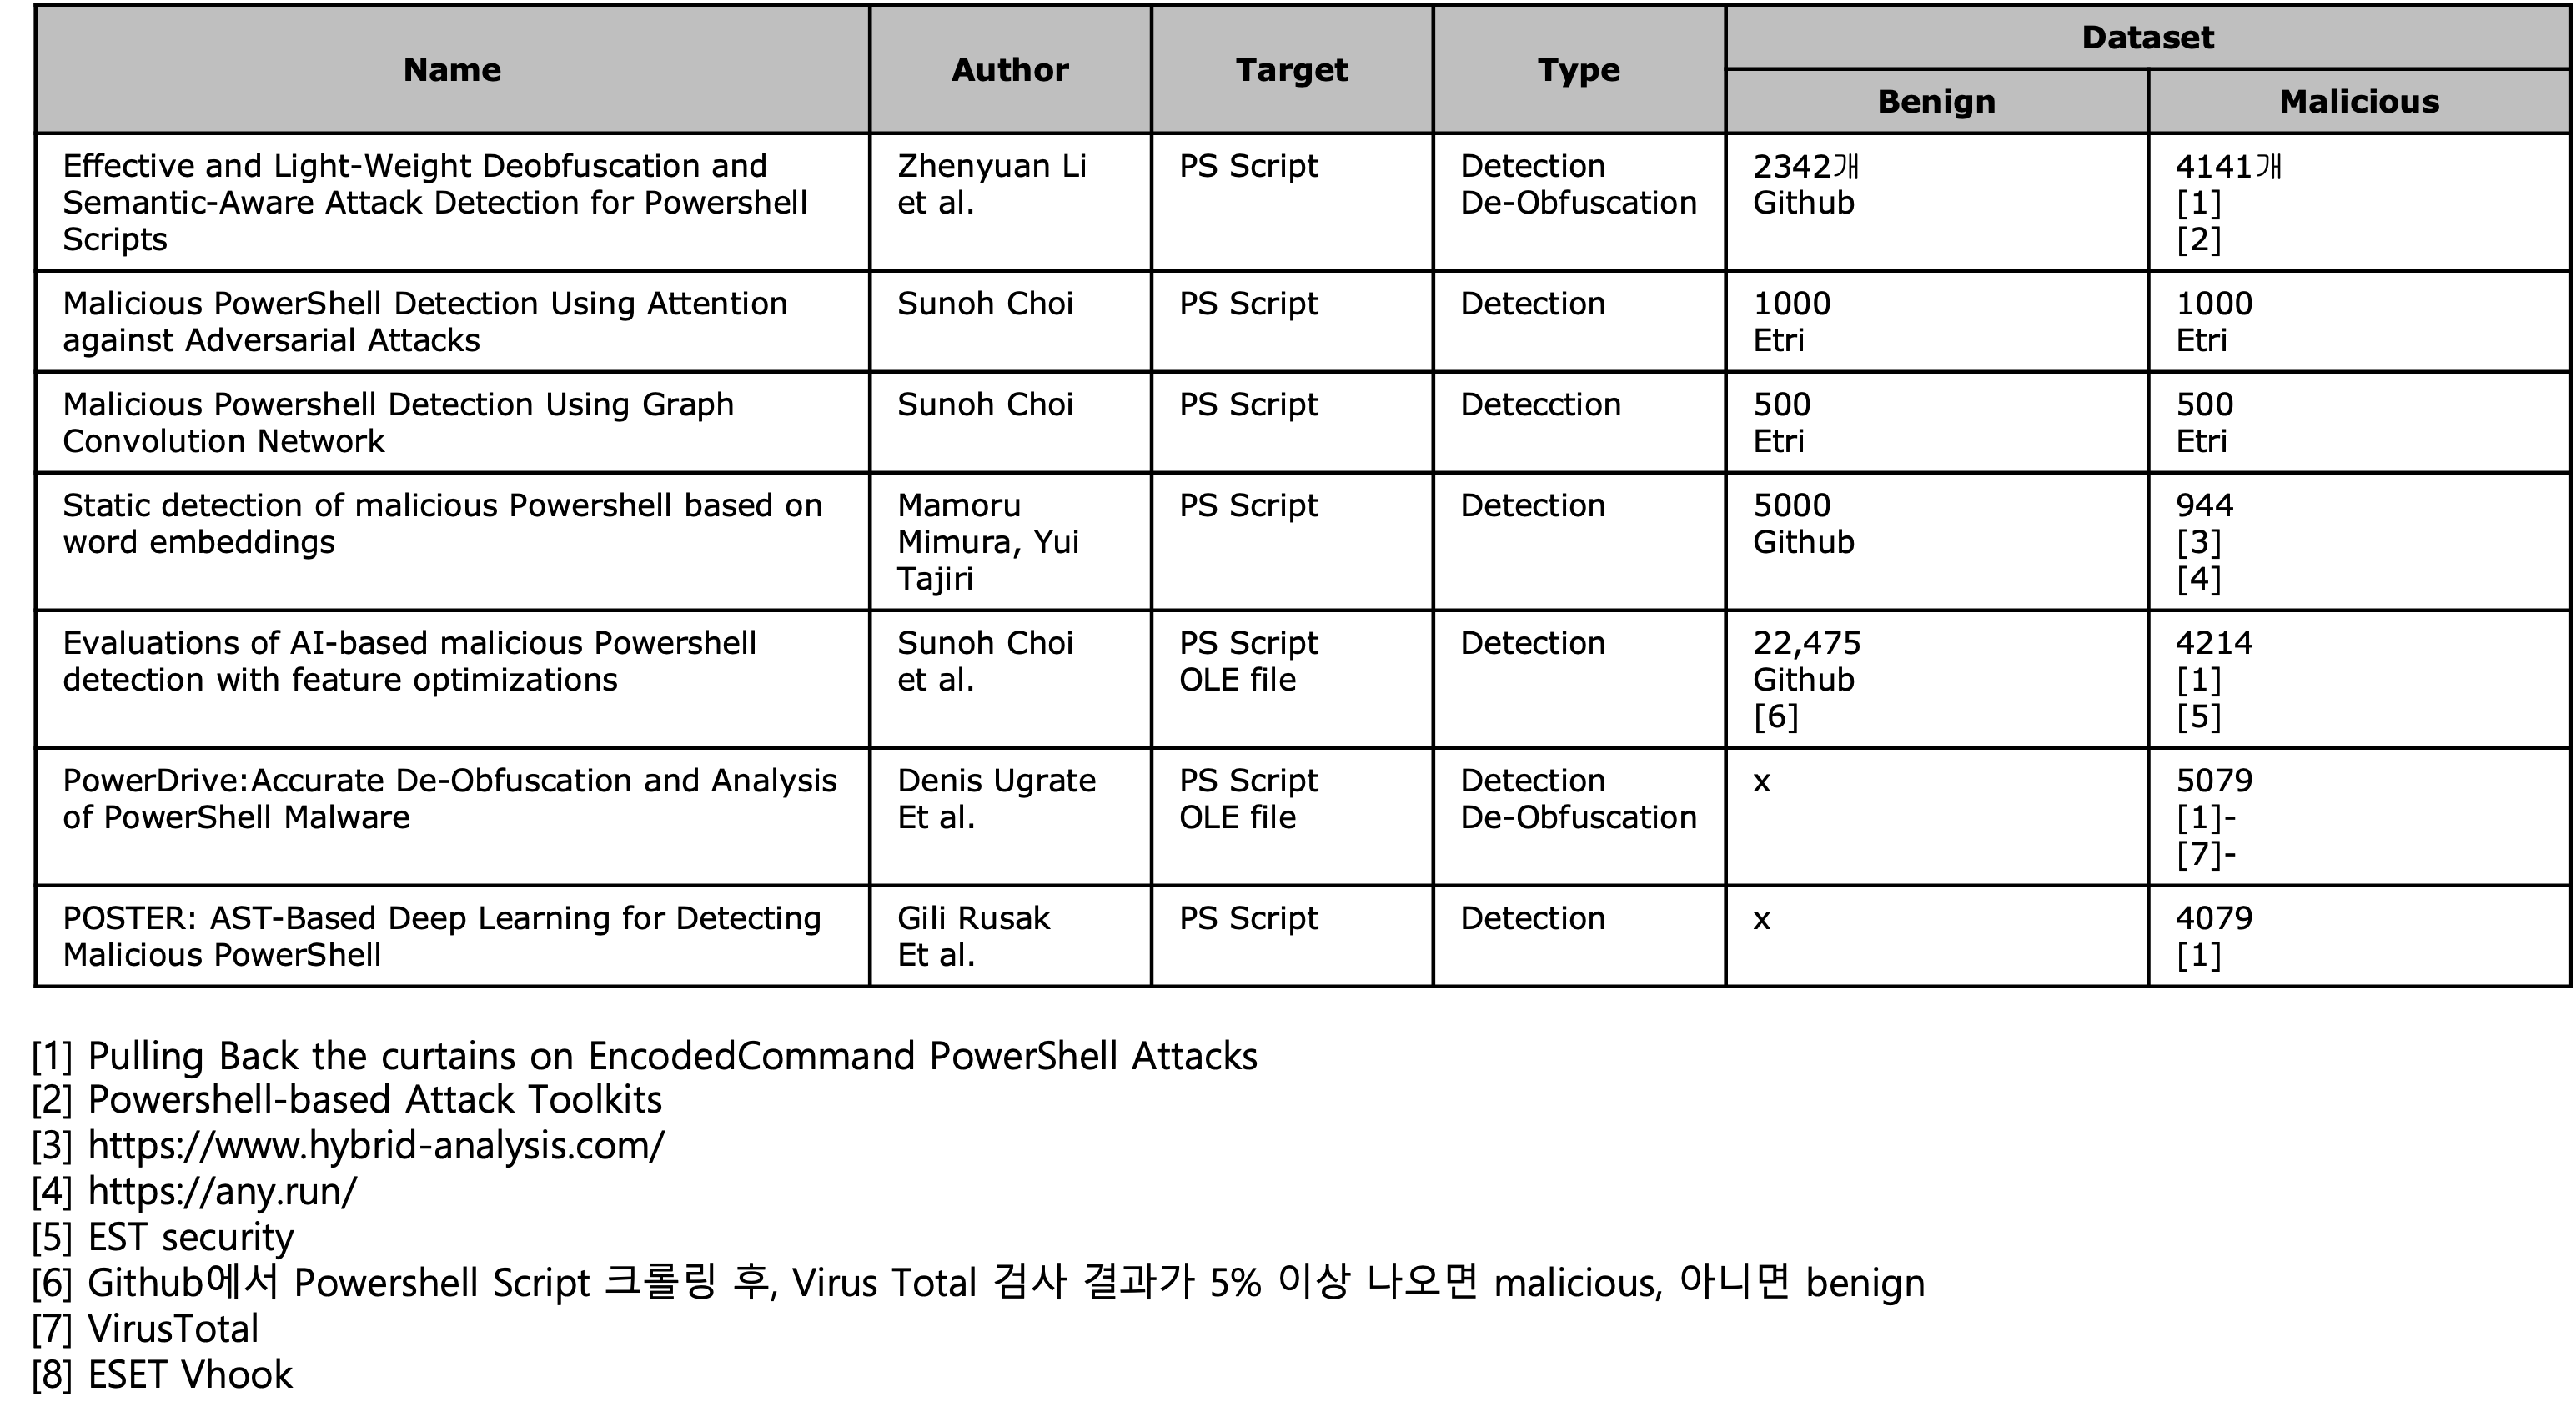 Name
Author
Target
Type
Dataset
Benign
Malicious
Effective and Light-Weight Deobfuscation and
Semantic-Aware Attack Detection for Powershell
Scripts
Zhenyuan Li
et al.
PS Script
Detection
De-Obfuscation
2342개
Github
4141개
[1]
[2]
Malicious PowerShell Detection Using Attention
against Adversarial Attacks
Sunoh Choi
PS Script
Detection
1000
Etri
1000
Etri
Malicious Powershell Detection Using Graph
Convolution Network
Sunoh Choi
PS Script
Detecction
500
Etri
500
Etri
Static detection of malicious Powershell based on
word embeddings
Mamoru
Mimura, Yui
Tajiri
PS Script
Detection
5000
Github
944
[3]
[4]
Evaluations of AI-based malicious Powershell
detection with feature optimizations
Sunoh Choi
et al.
PS Script
OLE file
Detection
22,475
Github
[6]
4214
[1]
[5]
PowerDrive:Accurate De-Obfuscation and Analysis
of PowerShell Malware
Denis Ugrate
Et al.
PS Script
OLE file
Detection
De-Obfuscation
x
5079
[1]-
[7]-
POSTER: AST-Based Deep Learning for Detecting
Malicious PowerShell
Gili Rusak
Et al.
PS Script
Detection
x
4079
[1]
[1] Pulling Back the curtains on EncodedCommand PowerShell Attacks
[2] Powershell-based Attack Toolkits
[3] https://www.hybrid-analysis.com/
[4] https://any.run/
[5] EST security
[6] Github에서 Powershell Script 크롤링 후, Virus Total 검사 결과가 5% 이상 나오면 malicious, 아니면 benign
[7] VirusTotal
[8] ESET Vhook